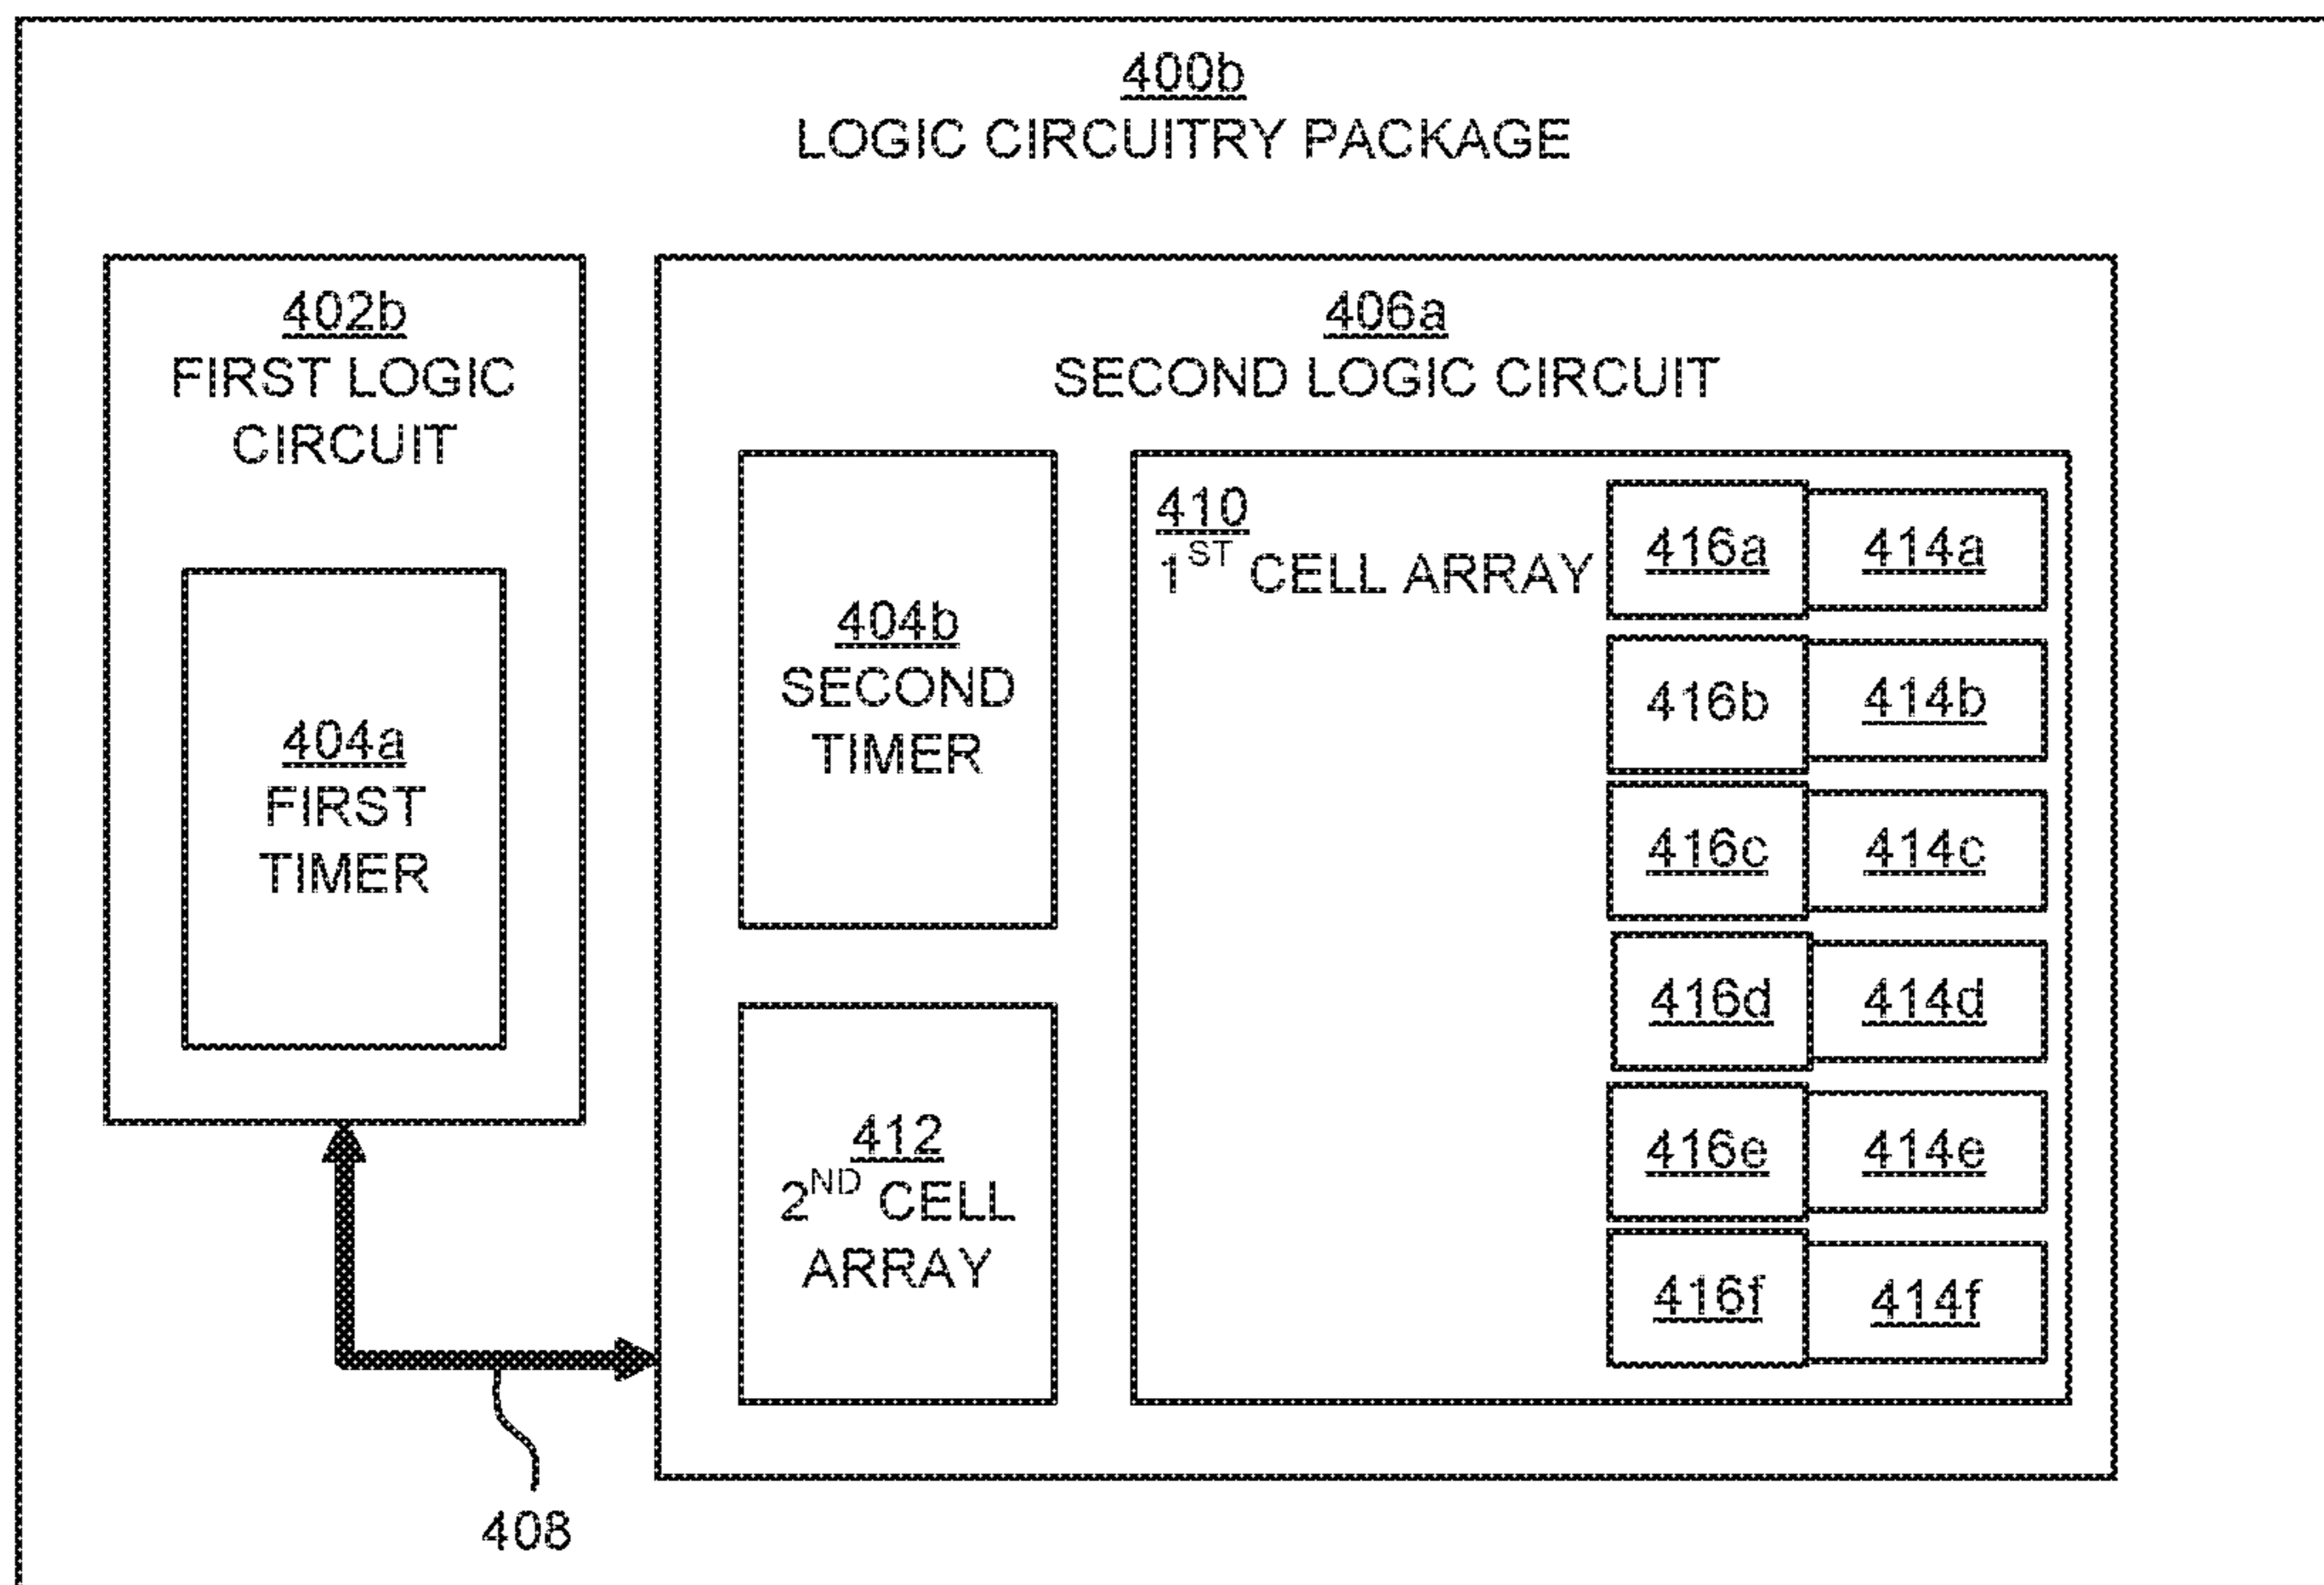 400b
LOGIC CIRCUITRY PACKAGE
402b
FIRST LOGIC
CIRCUIT
404a
FIRST
TIMER
406a
SECOND LOGIC CIRCUIT
404b
SECOND
TIMER
412
2ND CELL
ARRAY
410
1ST CELL ARRAY
416a 414a
416b 414b
416c 414c
416d 414d
416e 414e
416f 414f
408